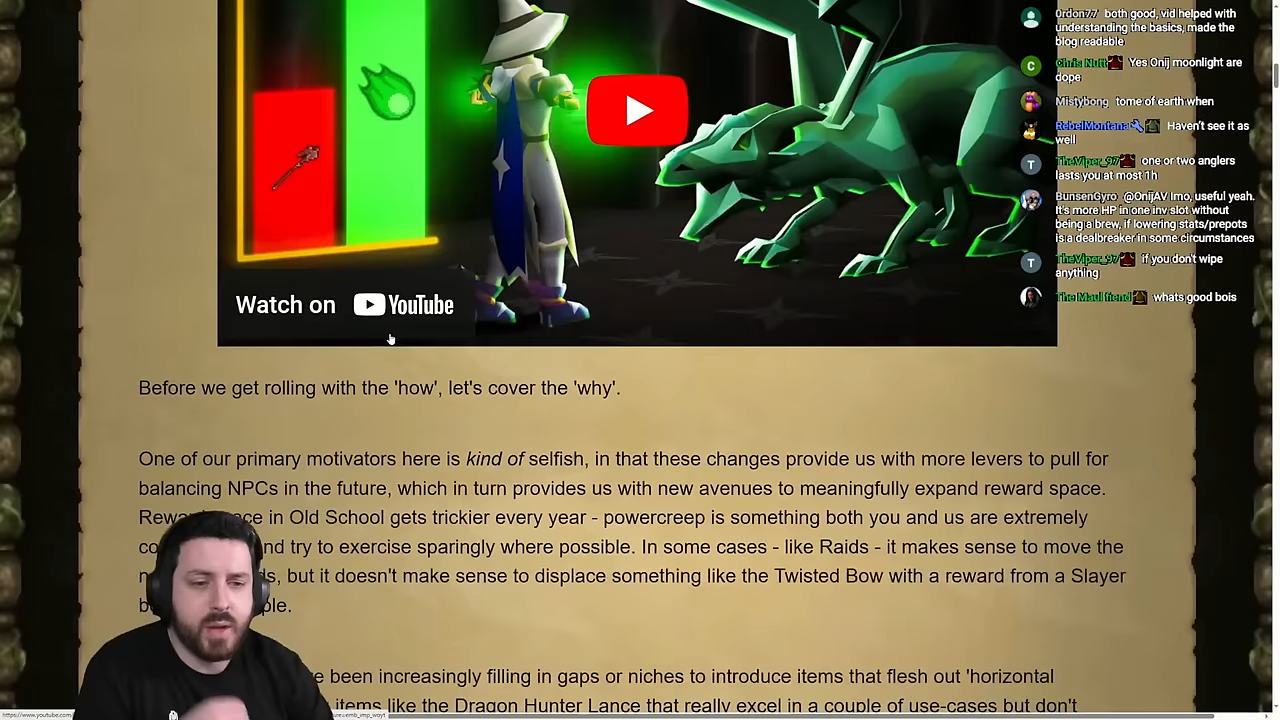 0rdon77 both good, vid helped with
understanding the basics, made the
blog readable
Chris Nutt Yes Onij moonlight are
dope
Mistybong tome of earth when
RebelMontana Haven't see it as
well
TheViper_97 one or two anglers
lasts you at most 1h
BunsenGyro @OnijAV Imo, useful yeah.
It's more HP in one inv slot without
being a brew, if lowering stats/prepots
is a dealbreaker in some circumstances
TheViper_97 if you don't wipe
anything
The Maul fiend whats good bois
Watch on YouTube
Before we get rolling with the 'how', let's cover the 'why'.
One of our primary motivators here is kind of selfish, in that these changes provide us with more levers to pull for
balancing NPCs in the future, which in turn provides us with new avenues to meaningfully expand reward space.
in Old School gets trickier every year - powercreep is something both you and us are extremely
and try to exercise sparingly where possible. In some cases - like Raids - it makes sense to move the
but it doesn't make sense to displace something like the Twisted Bow with a reward from a Slayer
been increasingly filling in gaps or niches to introduce items that flesh out 'horizontal
items like the Dragon Hunter Lance that really excel in a couple of use-cases but don't
https://www.youtube.com